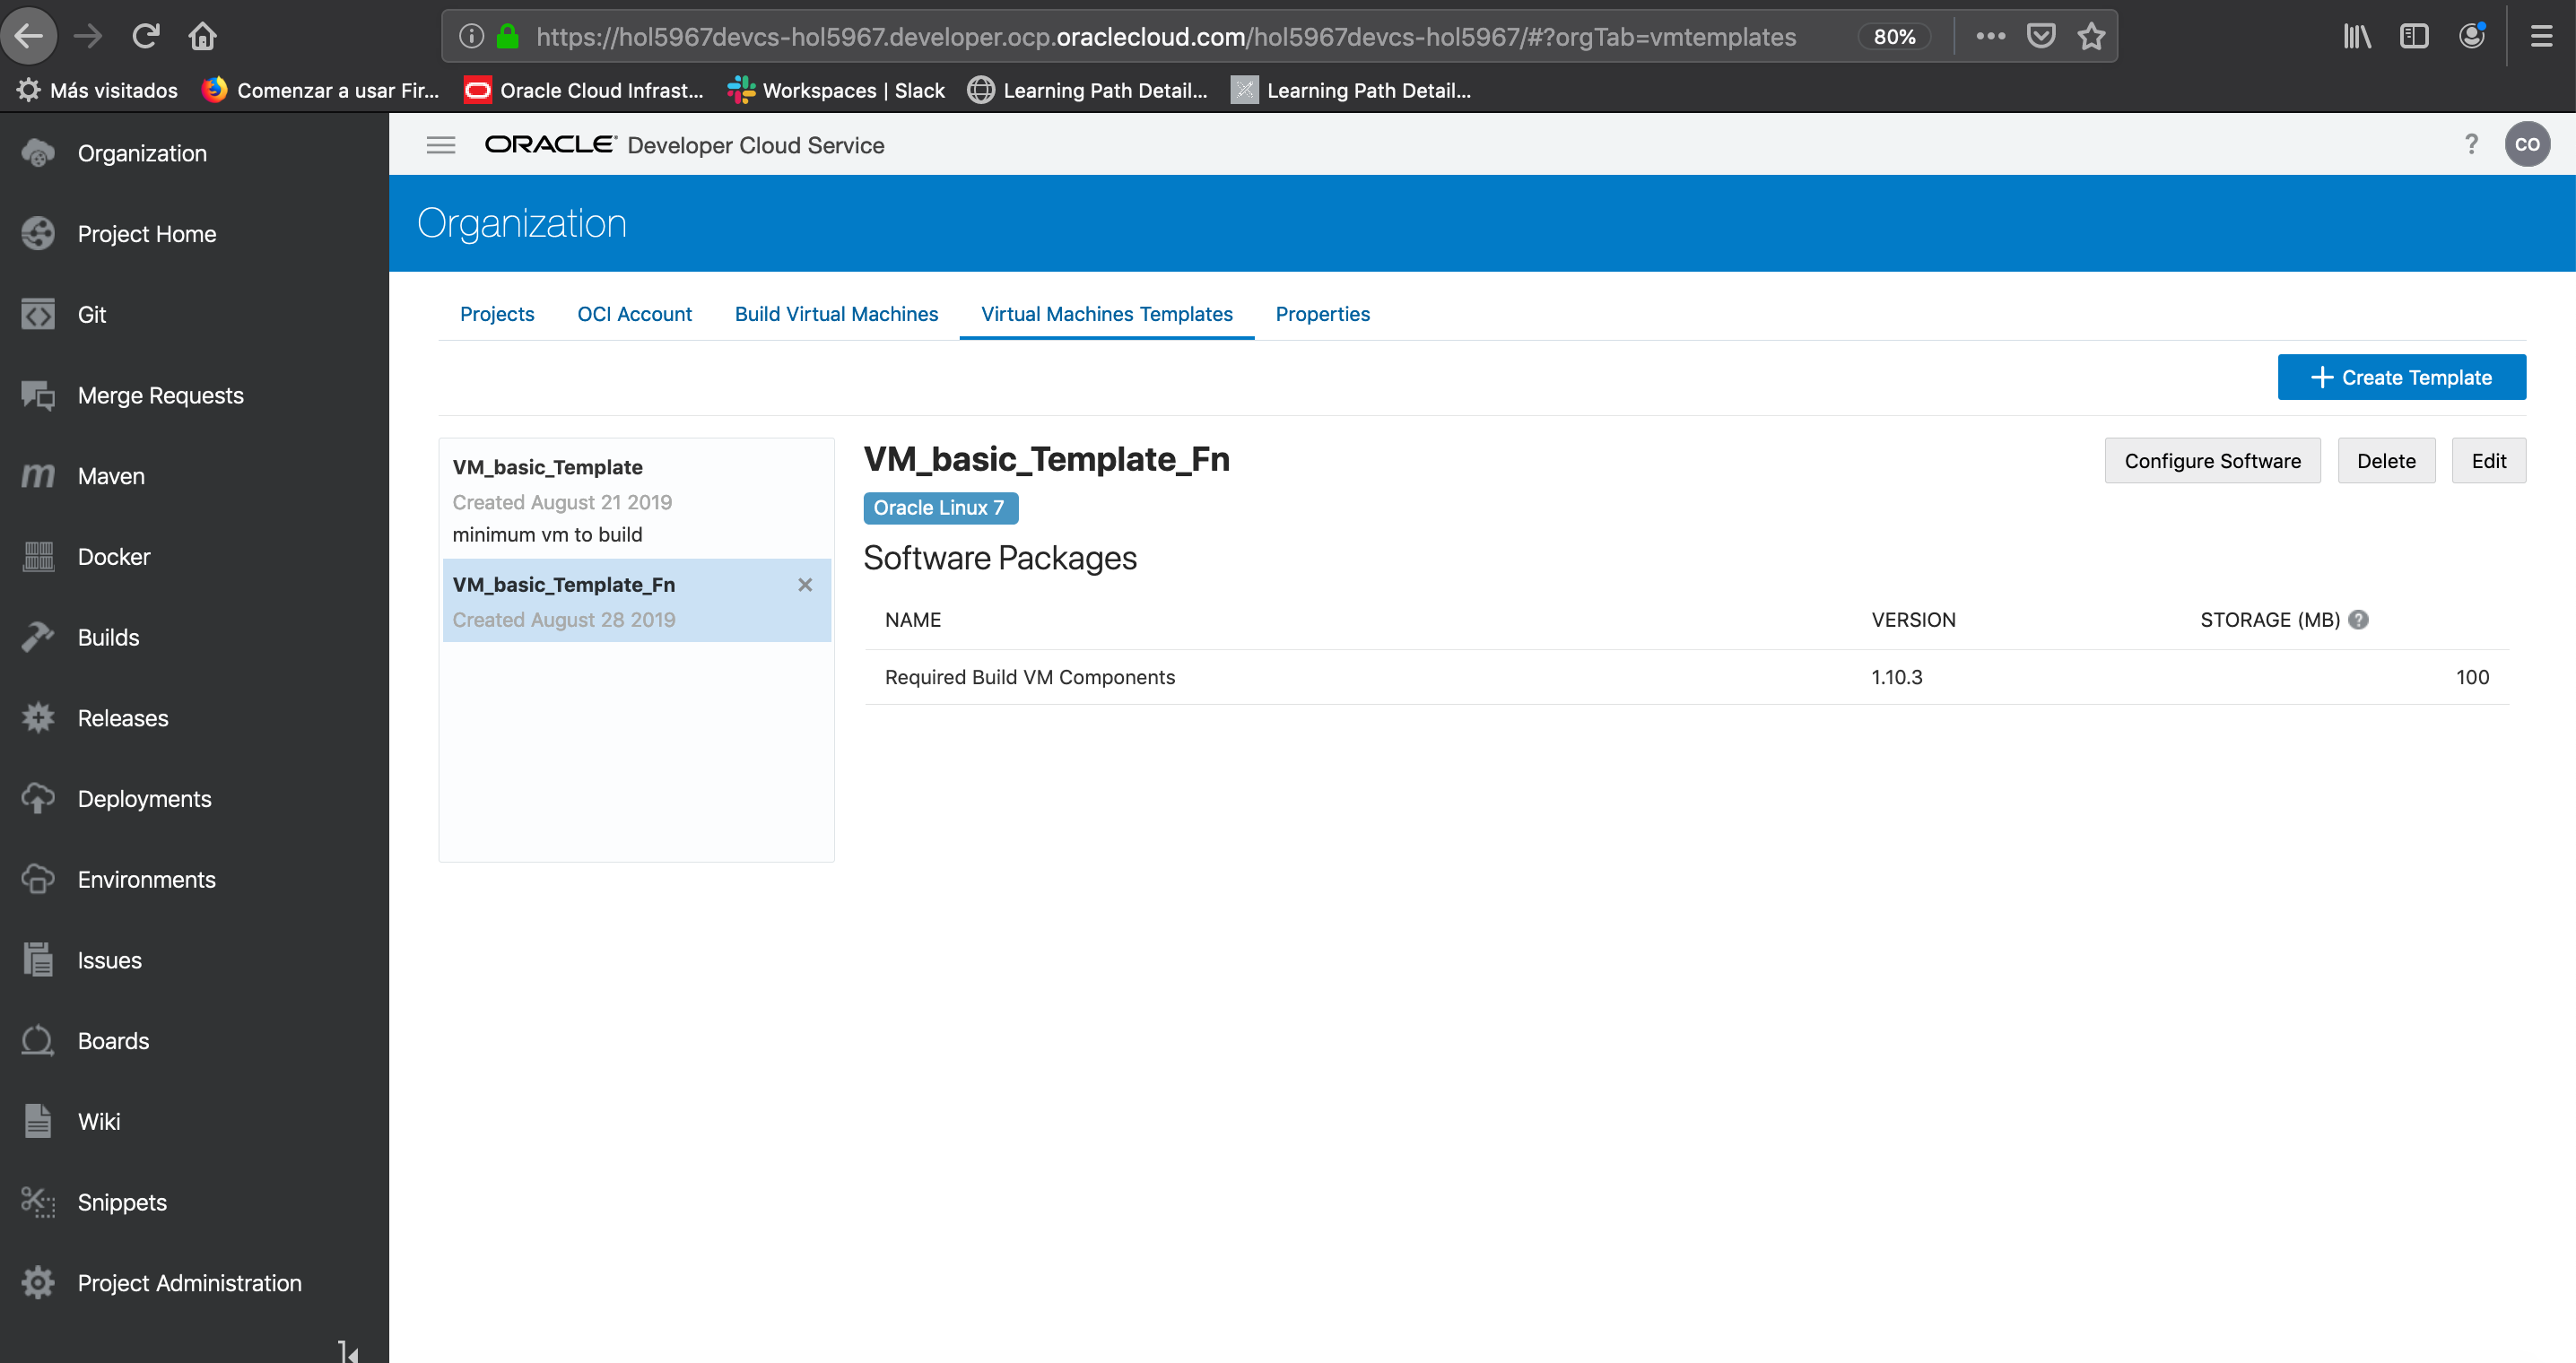 https://hol5967devcs-hol5967.developer.ocp.oraclecloud.com/hol5967devcs-hol5967/#?orgTab=vmtemplates
80%
Más visitados
Comenzar a usar Fir...
Oracle Cloud Infrast...
Workspaces | Slack
Learning Path Detail...
Learning Path Detail...
Organization
Project Home
Git
Merge Requests
Maven
Docker
Builds
Releases
Deployments
Environments
Issues
Boards
Wiki
Snippets
Project Administration
ORACLE® Developer Cloud Service
?
CO
Organization
Projects
OCI Account
Build Virtual Machines
Virtual Machines Templates
Properties
+ Create Template
VM_basic_Template
Created August 21 2019
minimum vm to build
VM_basic_Template_Fn
Created August 28 2019
VM_basic_Template_Fn
Configure Software
Delete
Edit
Oracle Linux 7
Software Packages
NAME VERSION STORAGE (MB) ?
Required Build VM Components 1.10.3 100